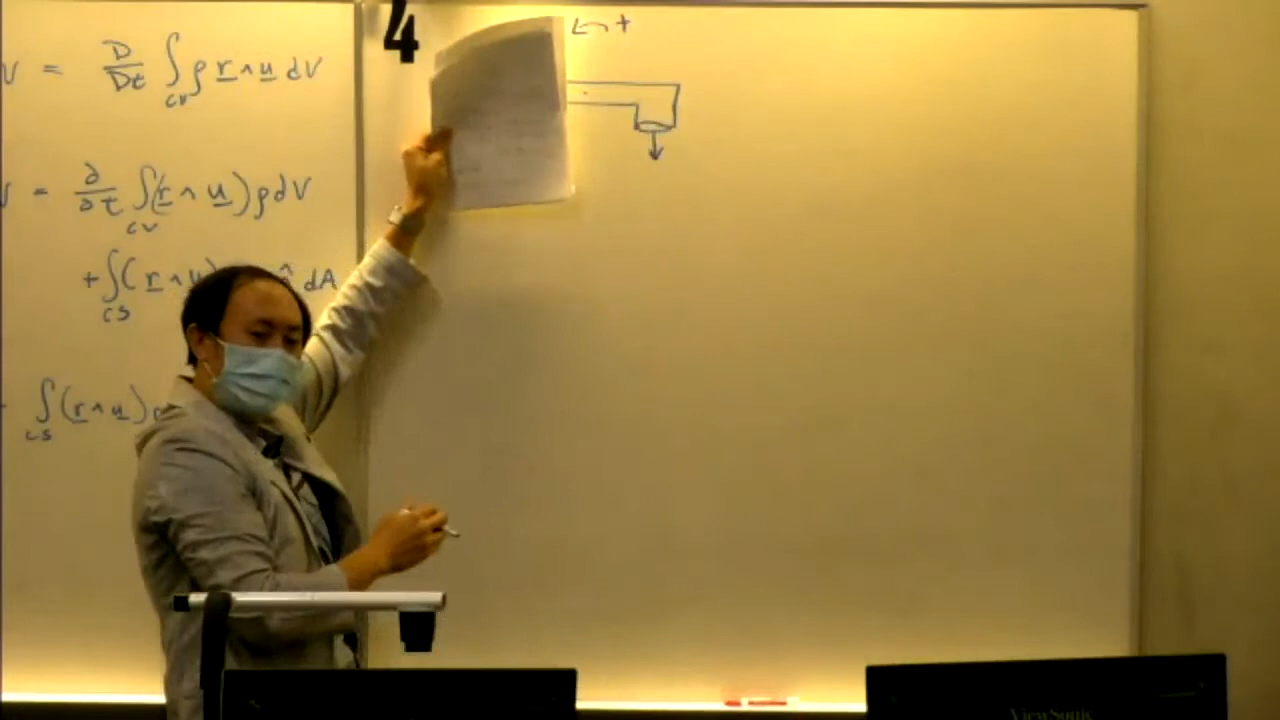 V = D/Dt ∫CV ρ r ∧ u dV
= ∂/∂t ∫CV (r ∧ u) ρ dV
+ ∫CS (r ∧ u) n̂ dA
∫CS (r ∧ u)
4
+
ViewSonic